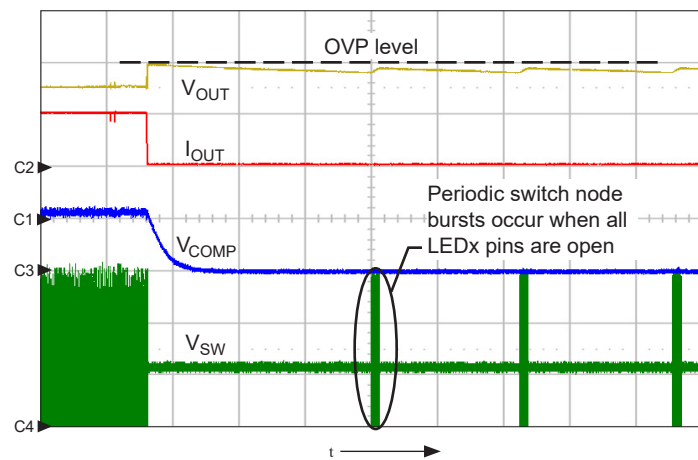 OVP level
VOUT
IOUT
C2
Periodic switch node
bursts occur when all
LEDx pins are open
C1
VCOMP
C3
VSW
C4
t